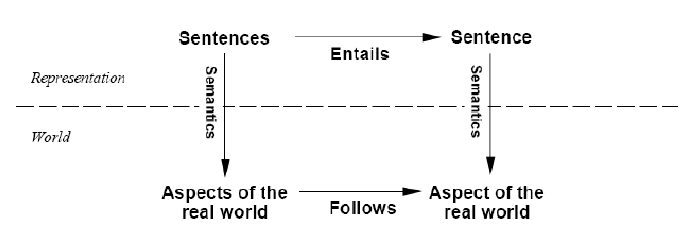 Sentences
Entails
Sentence
Representation
Semantics
Semantics
World
Aspects of the
real world
Follows
Aspect of the
real world